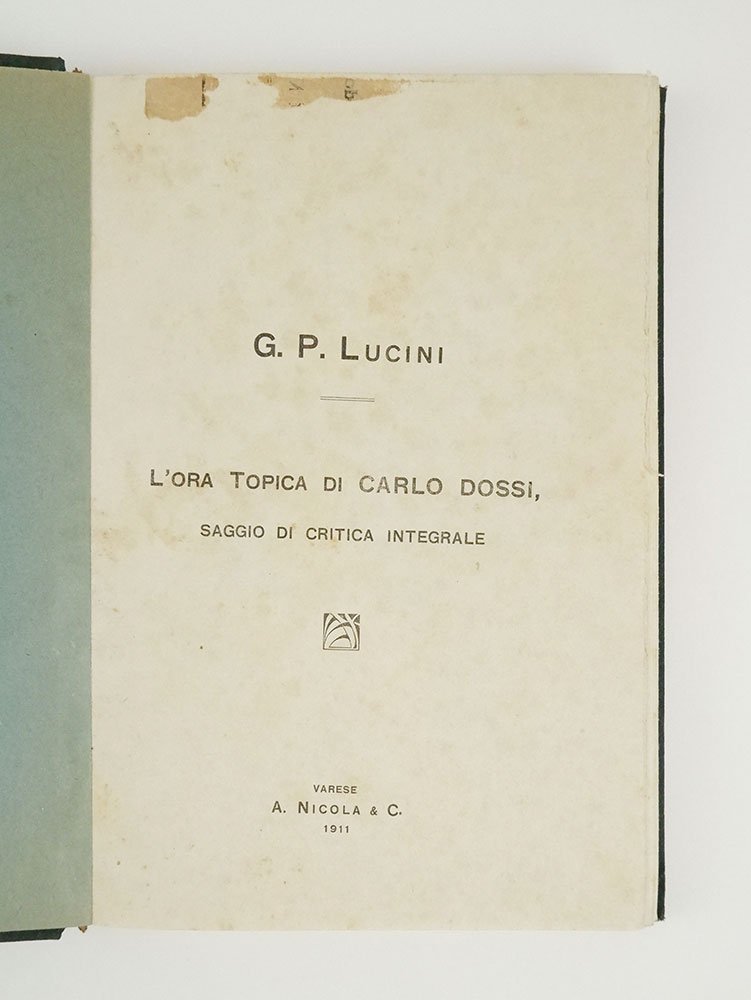 G. P. LUCINI
L'ORA TOPICA DI CARLO DOSSI,
SAGGIO DI CRITICA INTEGRALE
VARESE
A. NICOLA & C.
1911